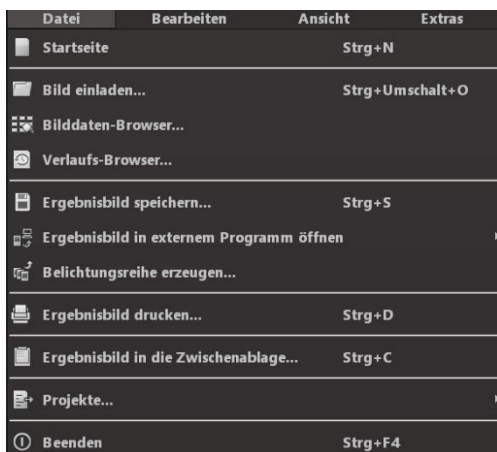 Datei Bearbeiten Ansicht Extras
Startseite Strg+N
Bild einladen... Strg+Umschalt+O
Bilddaten-Browser...
Verlaufs-Browser...
Ergebnisbild speichern... Strg+S
Ergebnisbild in externem Programm öffnen
Belichtungsreihe erzeugen...
Ergebnisbild drucken... Strg+D
Ergebnisbild in die Zwischenablage... Strg+C
Projekte...
Beenden Strg+F4